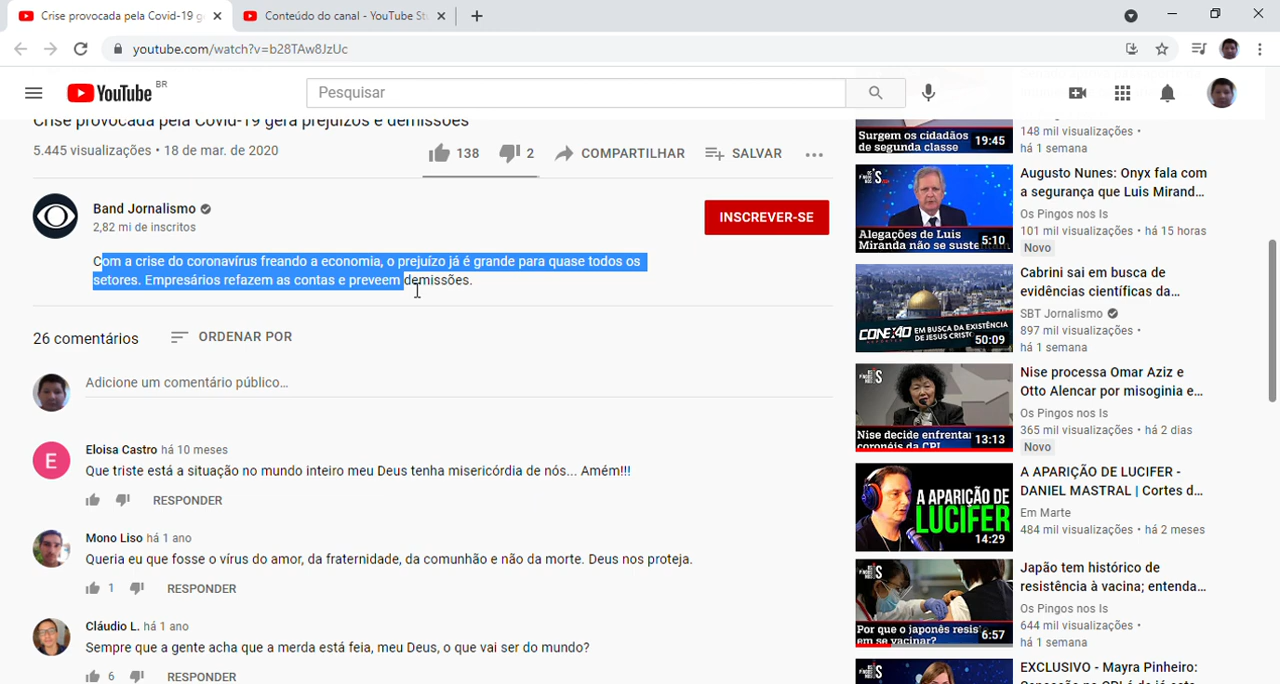 Crise provocada pela Covid-19 g
Conteúdo do canal - YouTube St
youtube.com/watch?v=b28TAw8JzUc
YouTube BR
Pesquisar
Crise provocada pela Covid-19 gera prejuízos e demissões
5.445 visualizações • 18 de mar. de 2020
138
2
COMPARTILHAR
SALVAR
Band Jornalismo
2,82 mi de inscritos
INSCREVER-SE
Com a crise do coronavírus freando a economia, o prejuízo já é grande para quase todos os
setores. Empresários refazem as contas e preveem demissões.
26 comentários
ORDENAR POR
Adicione um comentário público...
E
Eloisa Castro há 10 meses
Que triste está a situação no mundo inteiro meu Deus tenha misericórdia de nós... Amém!!!
RESPONDER
Mono Liso há 1 ano
Queria eu que fosse o vírus do amor, da fraternidade, da comunhão e não da morte. Deus nos proteja.
1
RESPONDER
Cláudio L. há 1 ano
Sempre que a gente acha que a merda está feia, meu Deus, o que vai ser do mundo?
6
RESPONDER
Surgem os cidadãos
de segunda classe
19:45
148 mil visualizações •
há 1 semana
Alegações de Luis
Miranda não se susten
5:10
Augusto Nunes: Onyx fala com
a segurança que Luis Mirand...
Os Pingos nos Is
101 mil visualizações • há 15 horas
Novo
CONEXÃO
REPÓRTER
EM BUSCA DA EXISTÊNCIA
DE JESUS CRISTO
50:09
Cabrini sai em busca de
evidências científicas da...
SBT Jornalismo
897 mil visualizações •
há 1 semana
Nise decide enfrentar
coronéis da CPI
13:13
Nise processa Omar Aziz e
Otto Alencar por misoginia e...
Os Pingos nos Is
365 mil visualizações • há 2 dias
Novo
A APARIÇÃO DE
LUCIFER
14:29
A APARIÇÃO DE LUCIFER -
DANIEL MASTRAL | Cortes d...
Em Marte
484 mil visualizações • há 2 meses
Por que o japonês resis
em se vacinar?
6:57
Japão tem histórico de
resistência à vacina; entenda...
Os Pingos nos Is
644 mil visualizações •
há 1 semana
EXCLUSIVO - Mayra Pinheiro: